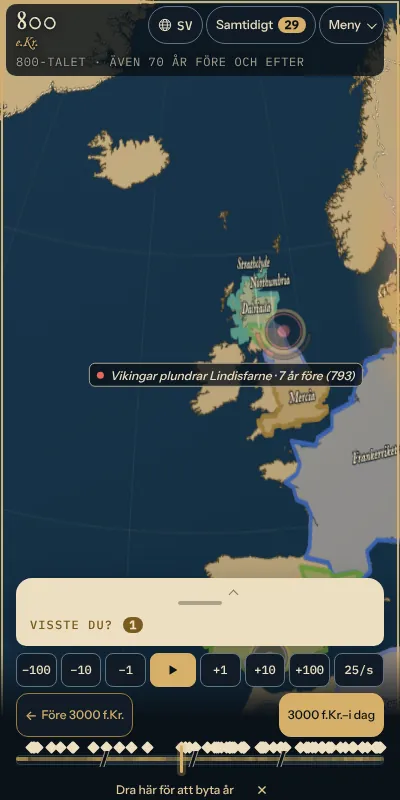 800
e.Kr.
SV
Samtidigt 29
Meny
800-TALET · ÄVEN 70 ÅR FÖRE OCH EFTER
Strathclyde
Northumbria
Dalriada
Vikingar plundrar Lindisfarne · 7 år före (793)
Mercia
Frankerriket
VISSTE DU? 1
−100
−10
−1
+1
+10
+100
25/s
← Före 3000 f.Kr.
3000 f.Kr.–i dag
Dra här för att byta år ✕